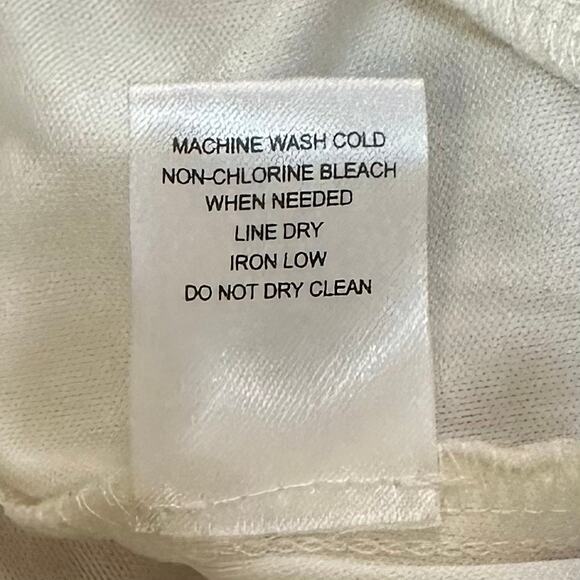 MACHINE WASH COLD
NON-CHLORINE BLEACH
WHEN NEEDED
LINE DRY
IRON LOW
DO NOT DRY CLEAN